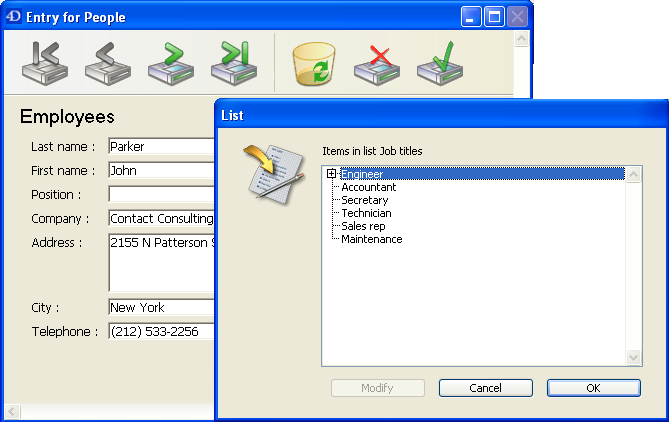 4D Entry for People
Employees
Last name : Parker
First name : John
Position :
Company : Contact Consulting
Address : 2155 N Patterson
City : New York
Telephone : (212) 533-2256
List
Items in list Job titles
Engineer
Accountant
Secretary
Technician
Sales rep
Maintenance
Modify
Cancel
OK